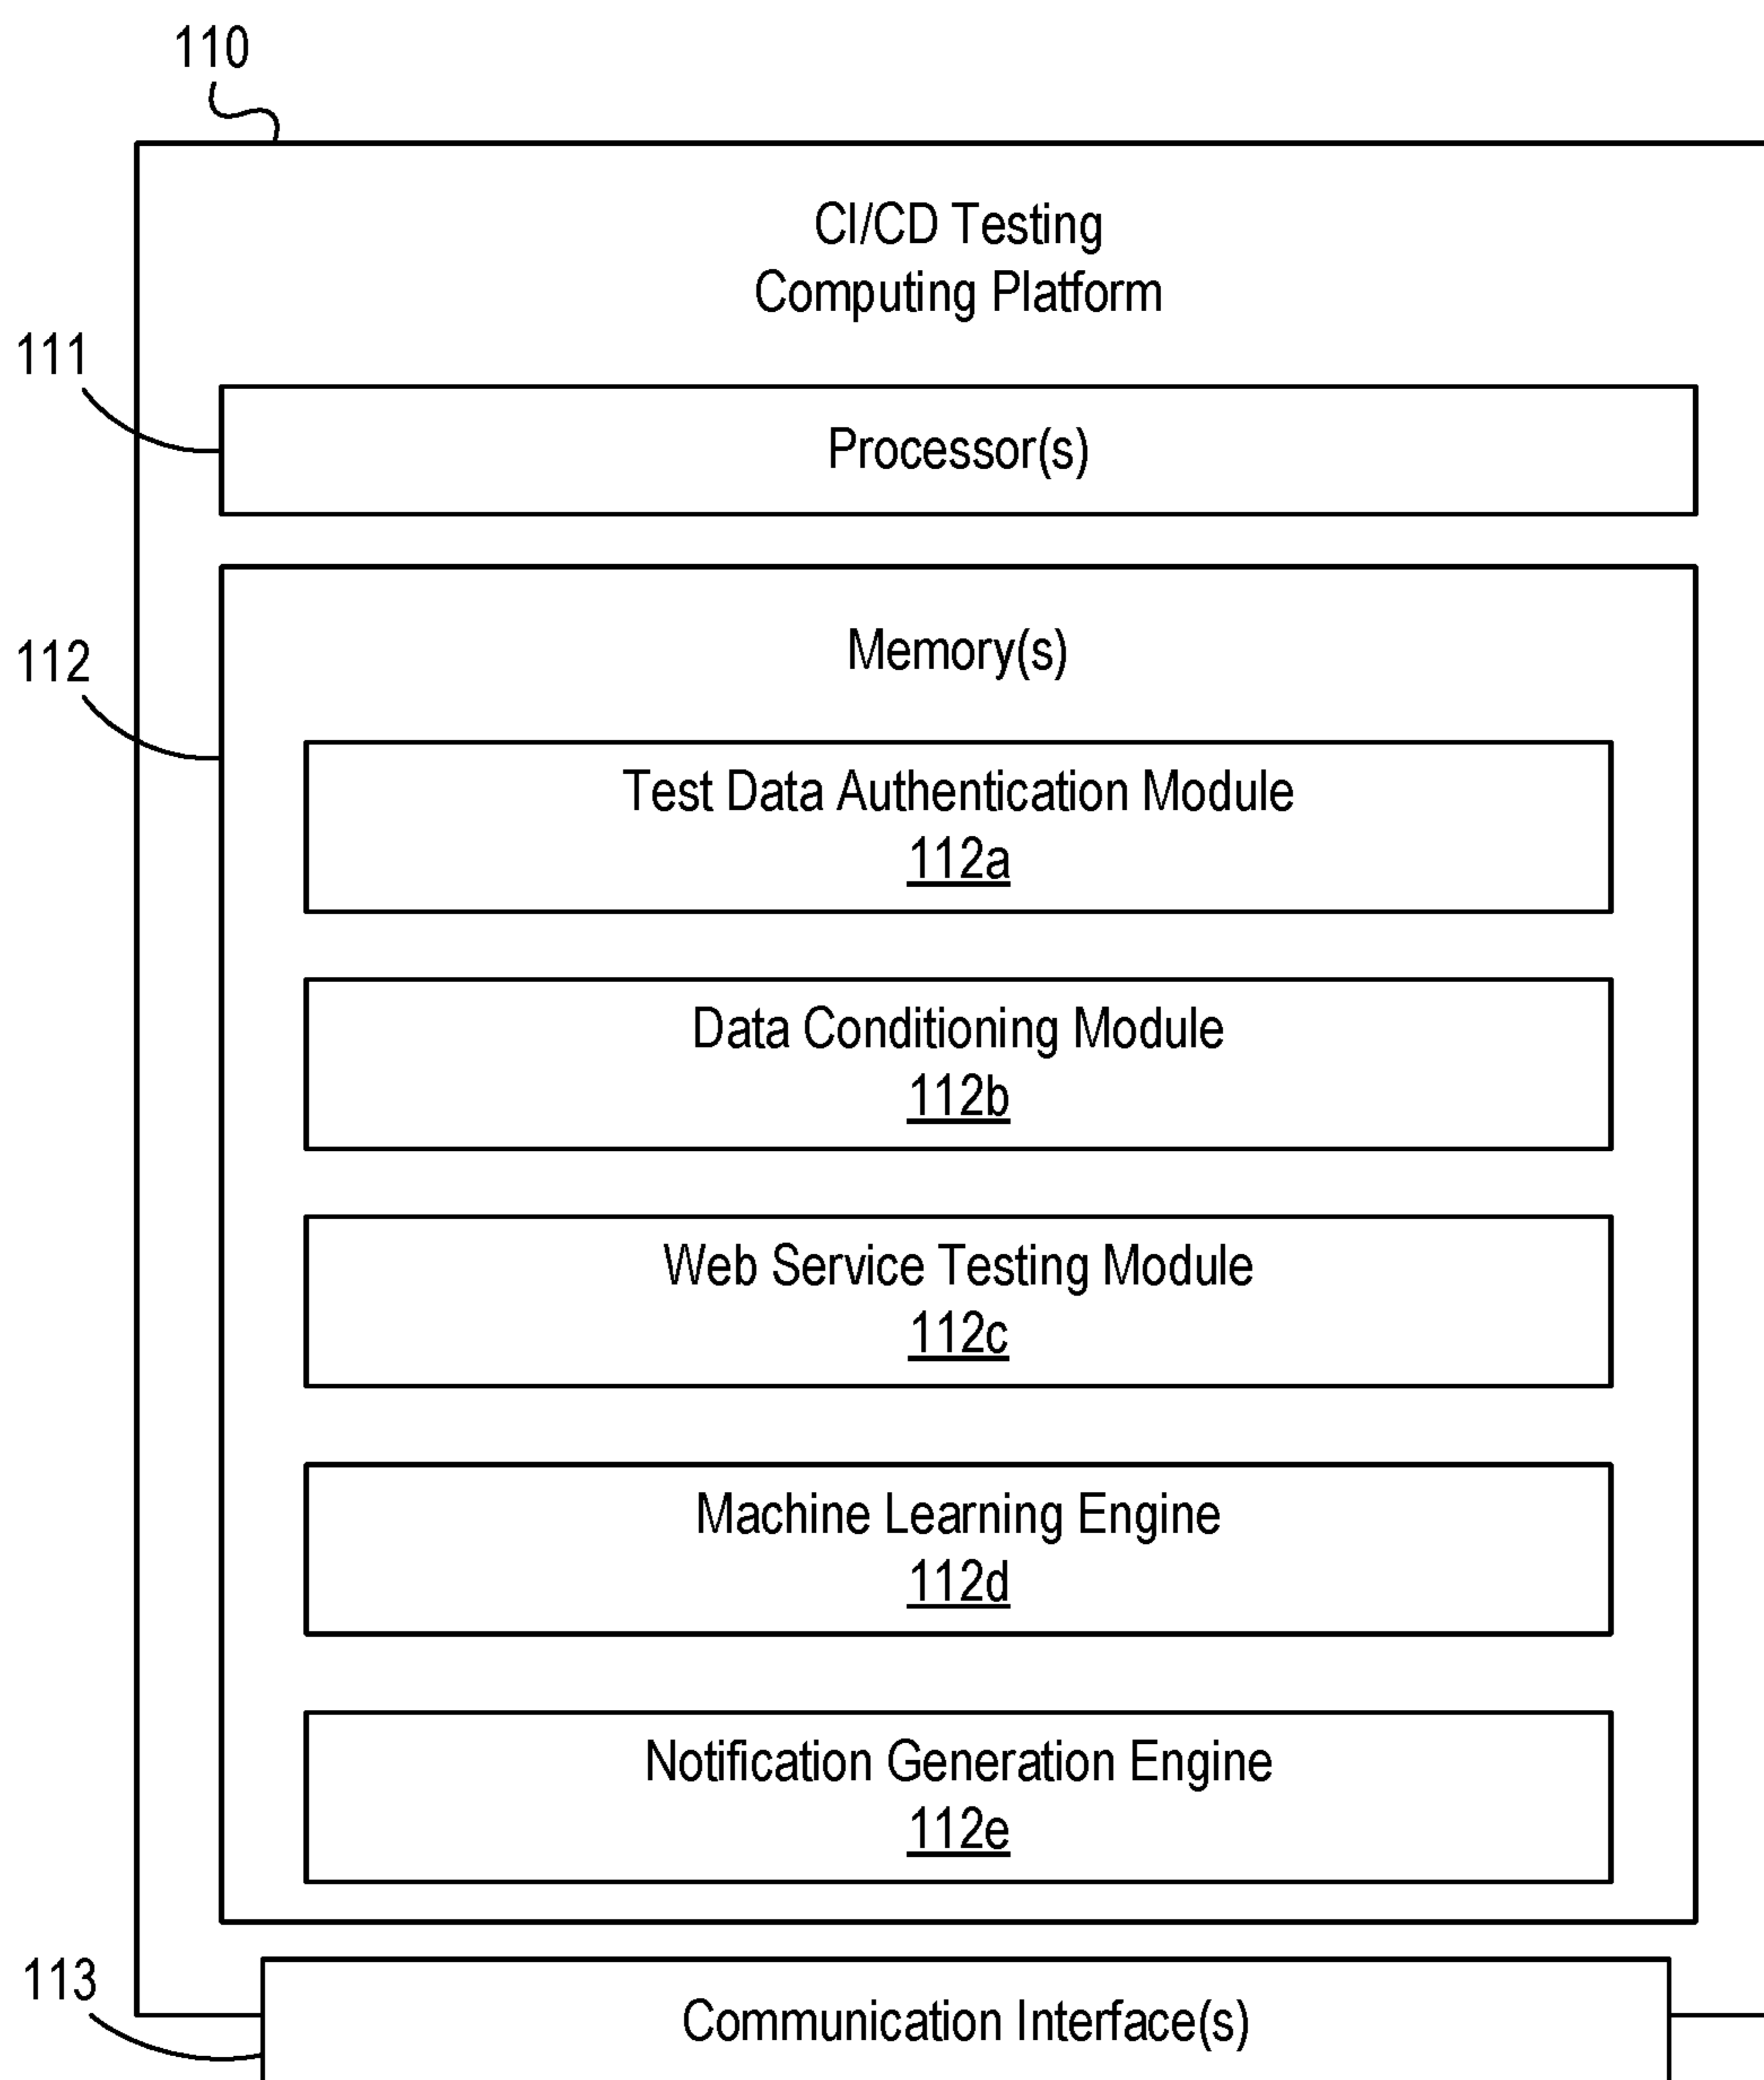 110
CI/CD Testing
Computing Platform
111
Processor(s)
112
Memory(s)
Test Data Authentication Module
112a
Data Conditioning Module
112b
Web Service Testing Module
112c
Machine Learning Engine
112d
Notification Generation Engine
112e
113
Communication Interface(s)